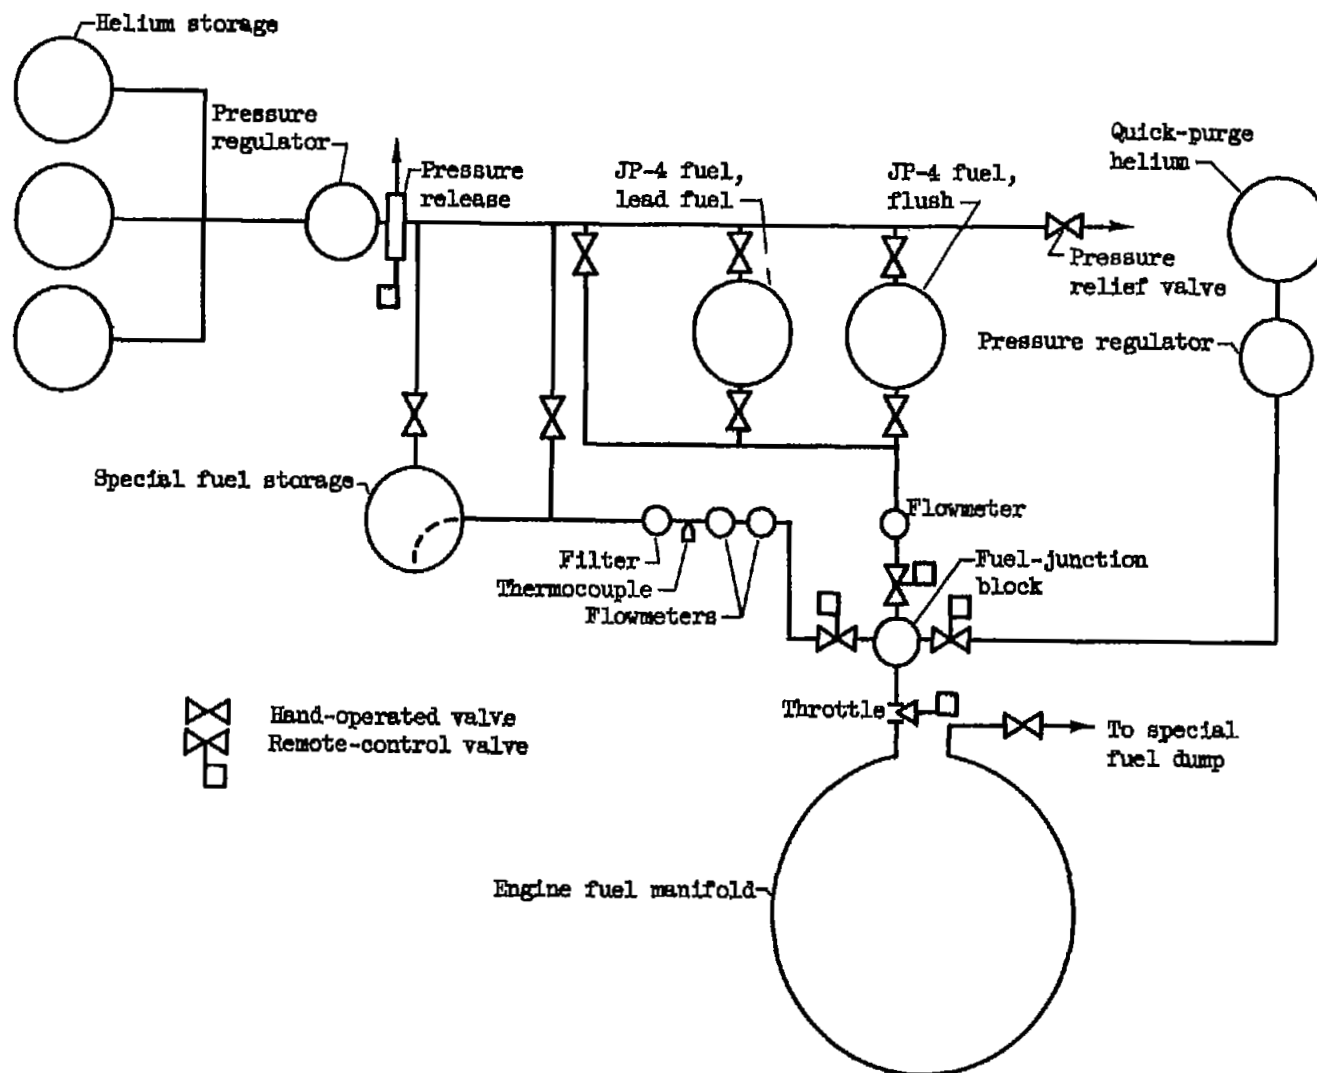 Helium storage
Pressure
regulator
Pressure
release
JP-4 fuel,
lead fuel
JP-4 fuel,
flush
Quick-purge
helium
Pressure
relief valve
Pressure regulator
Special fuel storage
Filter
Thermocouple
Flowmeters
Flowmeter
Fuel-junction
block
Throttle
Hand-operated valve
Remote-control valve
To special
fuel dump
Engine fuel manifold